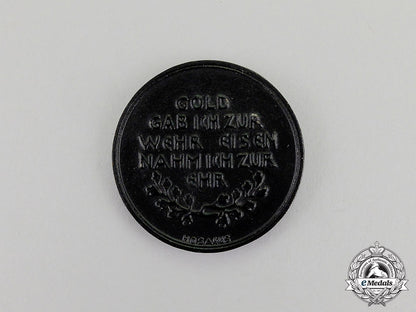 GOLD
GAB ICH ZUR
WEHR EISEN
NAHM ICH ZUR
EHR
eMedals